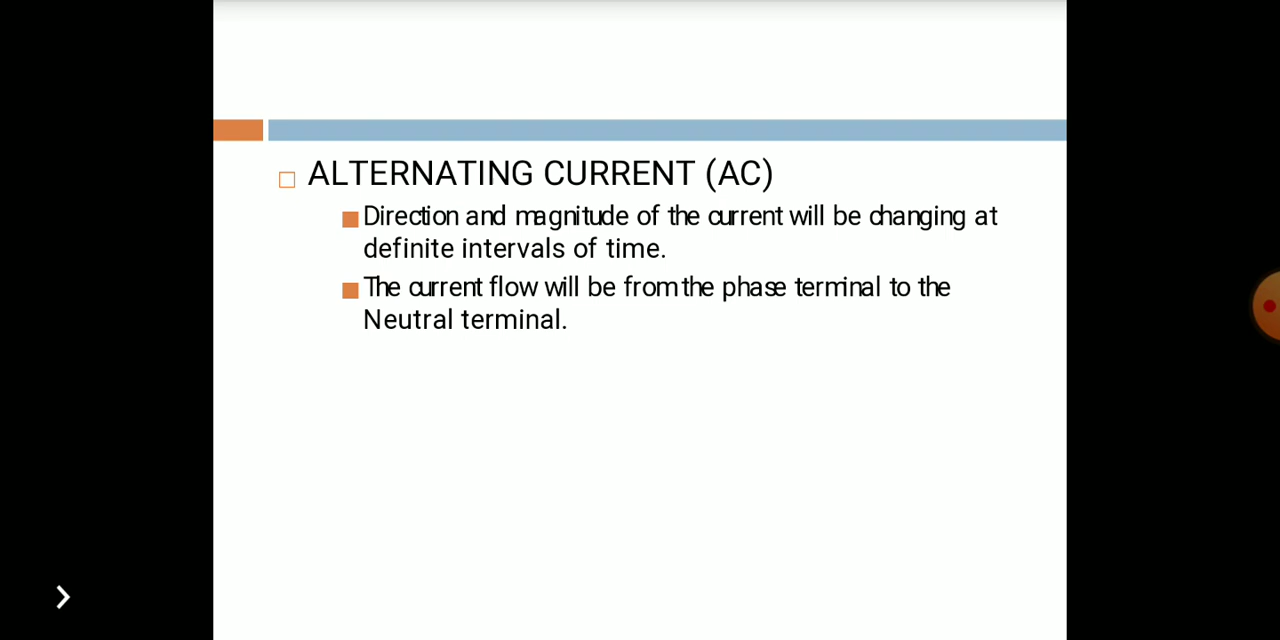 ALTERNATING CURRENT (AC)
Direction and magnitude of the current will be changing at
definite intervals of time.
The current flow will be from the phase terminal to the
Neutral terminal.